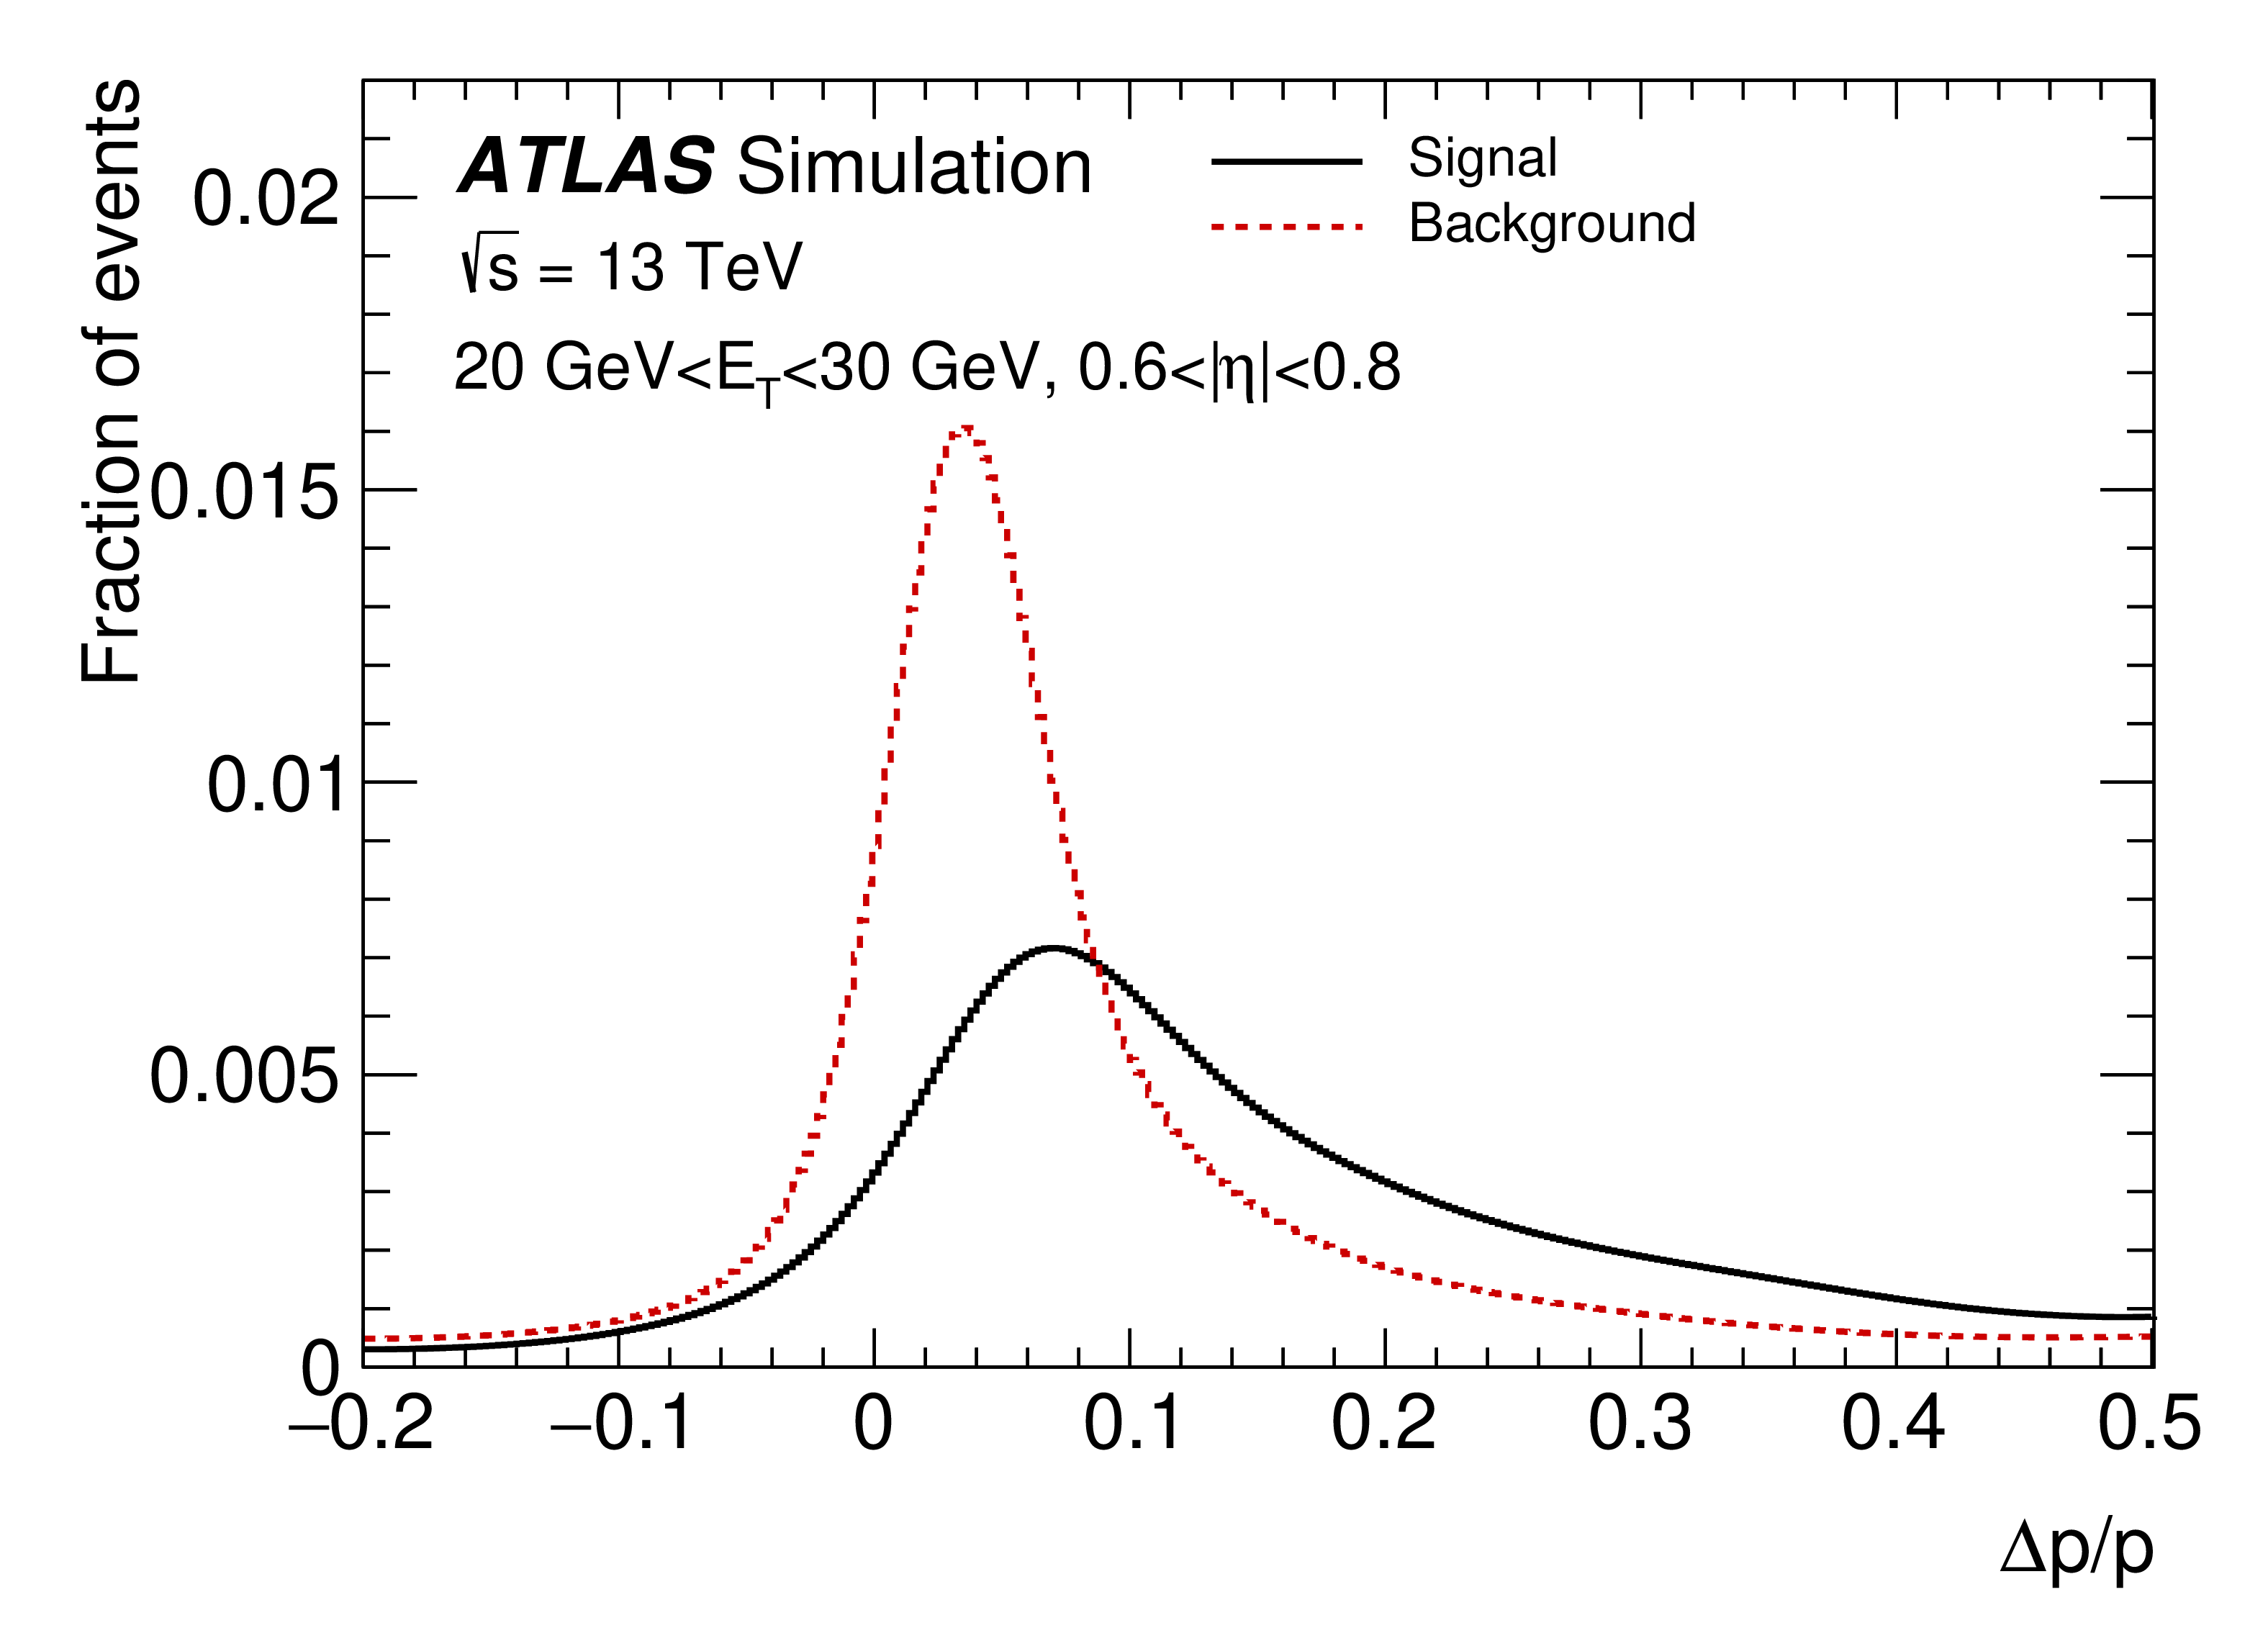 Fraction of events
ATLAS Simulation
√s = 13 TeV
20 GeV<E_T<30 GeV, 0.6<|η|<0.8
Signal
Background
0.02
0.015
0.01
0.005
0
−0.2 −0.1 0 0.1 0.2 0.3 0.4 0.5
Δp/p